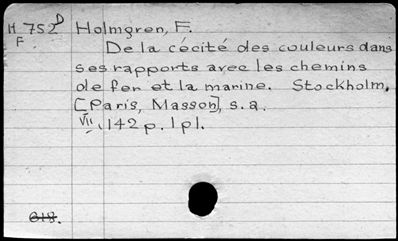 H 752 D Holmgren, F.
F De la cécité des couleurs dans
ses rapports avec les chemins
de fer et la marine. Stockholm,
[Paris, Masson], s.a.
VII, 142 p. 1 pl.
618.